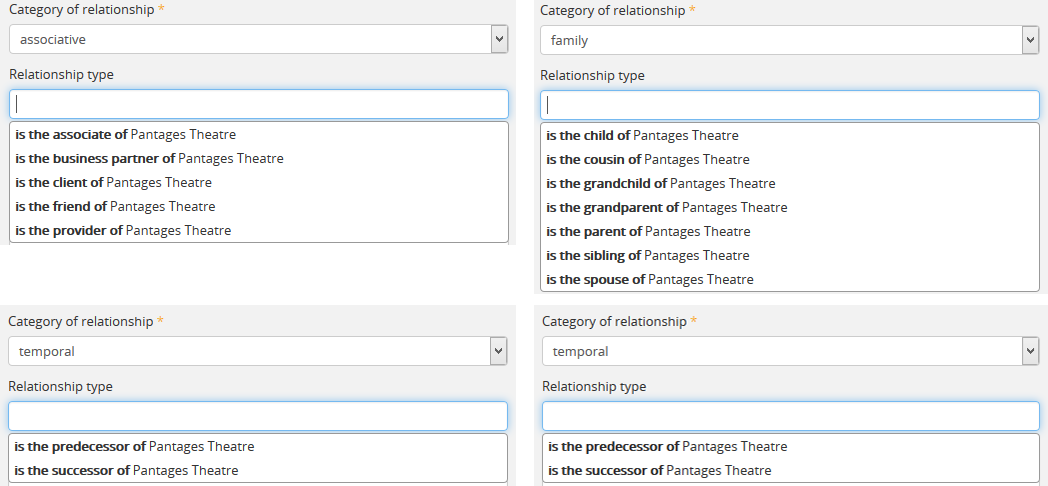 Category of relationship *
associative
Relationship type
is the associate of Pantages Theatre
is the business partner of Pantages Theatre
is the client of Pantages Theatre
is the friend of Pantages Theatre
is the provider of Pantages Theatre
Category of relationship *
family
Relationship type
is the child of Pantages Theatre
is the cousin of Pantages Theatre
is the grandchild of Pantages Theatre
is the grandparent of Pantages Theatre
is the parent of Pantages Theatre
is the sibling of Pantages Theatre
is the spouse of Pantages Theatre
Category of relationship *
temporal
Relationship type
is the predecessor of Pantages Theatre
is the successor of Pantages Theatre
Category of relationship *
temporal
Relationship type
is the predecessor of Pantages Theatre
is the successor of Pantages Theatre